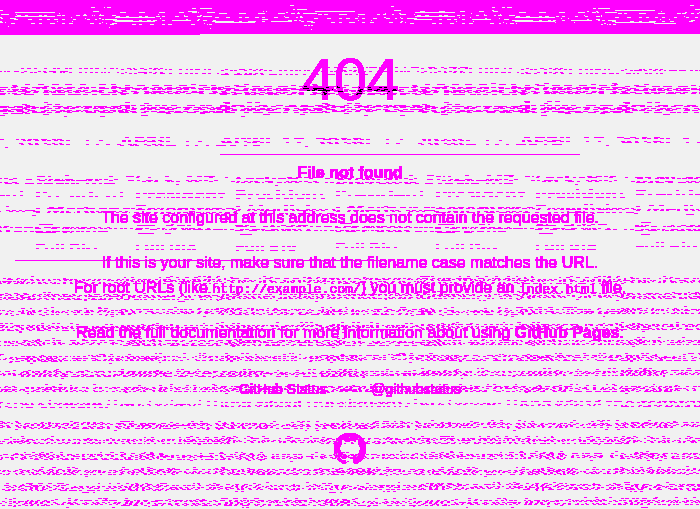 404
File not found
The site configured at this address does not contain the requested file.
If this is your site, make sure that the filename case matches the URL.
For root URLs (like http://example.com/) you must provide an index.html file.
Read the full documentation for more information about using GitHub Pages.
GitHub Status — @githubstatus